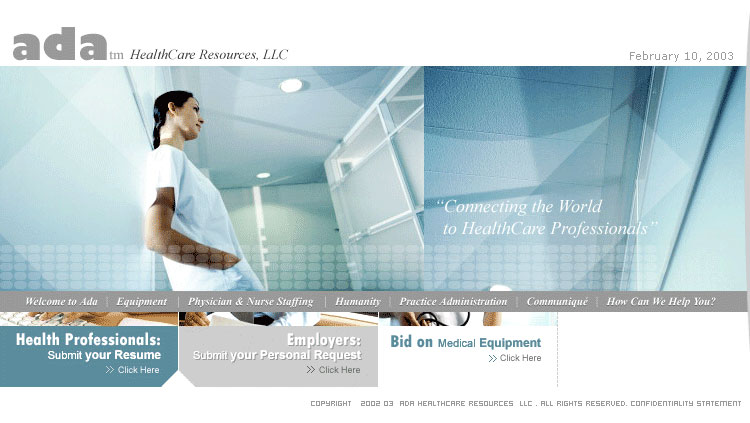 ada tm HealthCare Resources, LLC
February 10, 2003
“Connecting the World
to HealthCare Professionals”
Welcome to Ada | Equipment | Physician & Nurse Staffing | Humanity | Practice Administration | Communiqué | How Can We Help You?
Health Professionals:
Submit your Resume
>> Click Here
Employers:
Submit your Personal Request
>> Click Here
Bid on Medical Equipment
>> Click Here
COPYRIGHT 2002 03 ADA HEALTHCARE RESOURCES LLC . ALL RIGHTS RESERVED. CONFIDENTIALITY STATEMENT